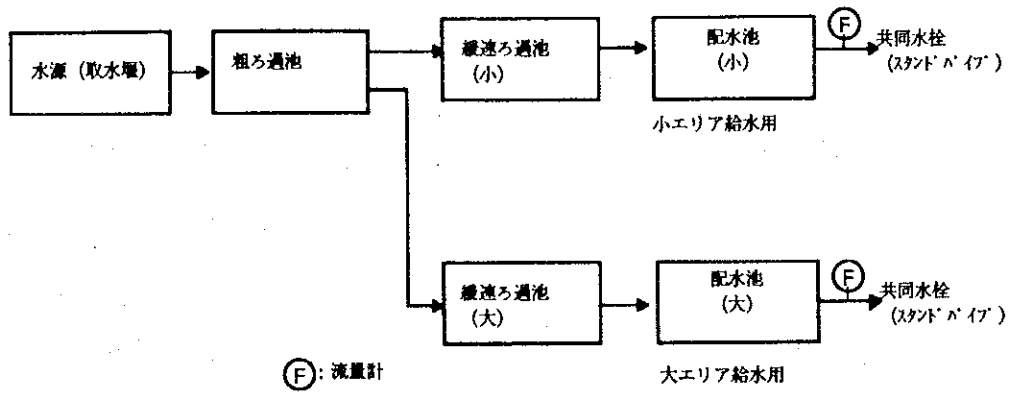 水源（取水堰）
粗ろ過池
緩速ろ過池
（小）
配水池
（小）
F
共同水栓
（ｽﾀﾝﾄﾞﾊﾟｲﾌﾟ）
小エリア給水用
緩速ろ過池
（大）
配水池
（大）
F
共同水栓
（ｽﾀﾝﾄﾞﾊﾟｲﾌﾟ）
大エリア給水用
F：流量計